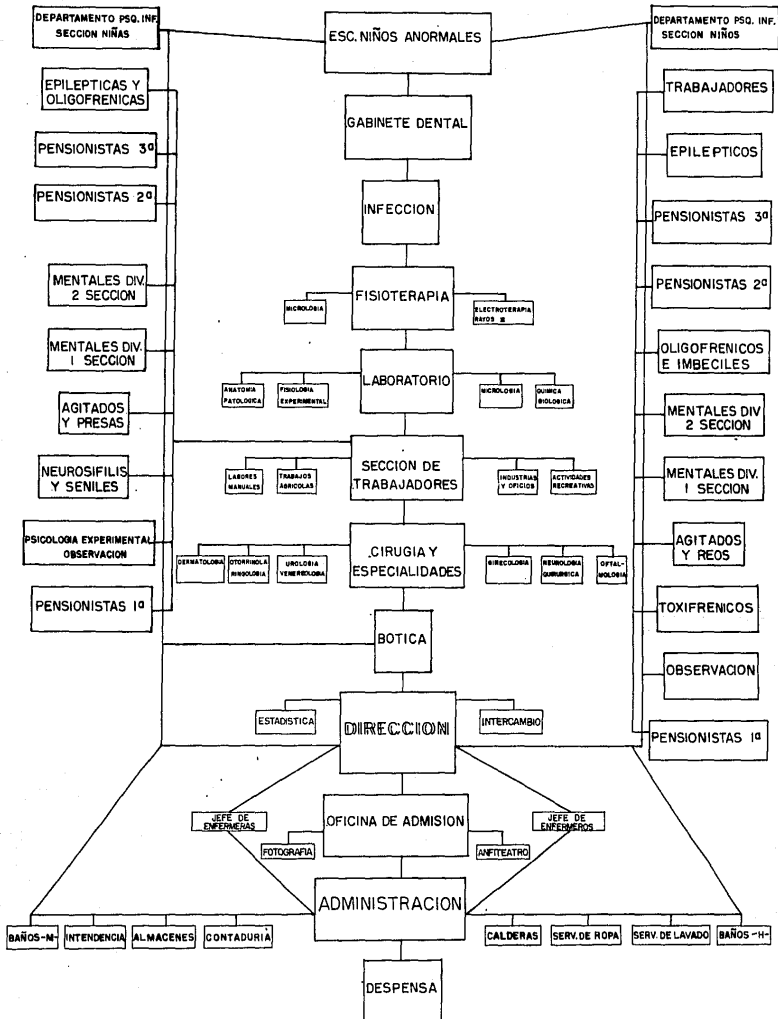 DEPARTAMENTO PSQ. INF.
SECCION NIÑAS
ESC. NIÑOS ANORMALES
DEPARTAMENTO PSQ. INF.
SECCION NIÑOS
EPILEPTICAS Y
OLIGOFRENICAS
PENSIONISTAS 3ª
PENSIONISTAS 2ª
MENTALES DIV.
2 SECCION
MENTALES DIV.
I SECCION
AGITADOS
Y PRESAS
NEUROSIFILIS
Y SENILES
PSICOLOGIA EXPERIMENTAL
OBSERVACION
PENSIONISTAS 1ª
GABINETE DENTAL
INFECCION
FISIOTERAPIA
MICROLOGIA
ELECTROTERAPIA
RAYOS X
LABORATORIO
ANATOMIA
PATOLOGICA
FISIOLOGIA
EXPERIMENTAL
MICROLOGIA
QUIMICA
BIOLOGICA
SECCION DE
TRABAJADORES
LABORES
MANUALES
TRABAJOS
AGRICOLAS
INDUSTRIAS
Y OFICIOS
ACTIVIDADES
RECREATIVAS
CIRUGIA Y
ESPECIALIDADES
DERMATOLOGIA
OTORRINOLA
RINGOLOGIA
UROLOGIA
VENEREOLOGIA
GINECOLOGIA
NEUROLOGIA
QUIRURGICA
OFTAL-
MOLOGIA
BOTICA
ESTADISTICA
DIRECCION
INTERCAMBIO
TRABAJADORES
EPILEPTICOS
PENSIONISTAS 3ª
PENSIONISTAS 2ª
OLIGOFRENICOS
E IMBECILES
MENTALES DIV
2 SECCION
MENTALES DIV.
I SECCION
AGITADOS
Y REOS
TOXIFRENICOS
OBSERVACION
PENSIONISTAS 1ª
JEFE DE
ENFERMERAS
OFICINA DE ADMISION
JEFE DE
ENFERMEROS
FOTOGRAFIA
ANFITEATRO
ADMINISTRACION
BAÑOS-M-
INTENDENCIA
ALMACENES
CONTADURIA
CALDERAS
SERV. DE ROPA
SERV. DE LAVADO
BAÑOS-H-
DESPENSA